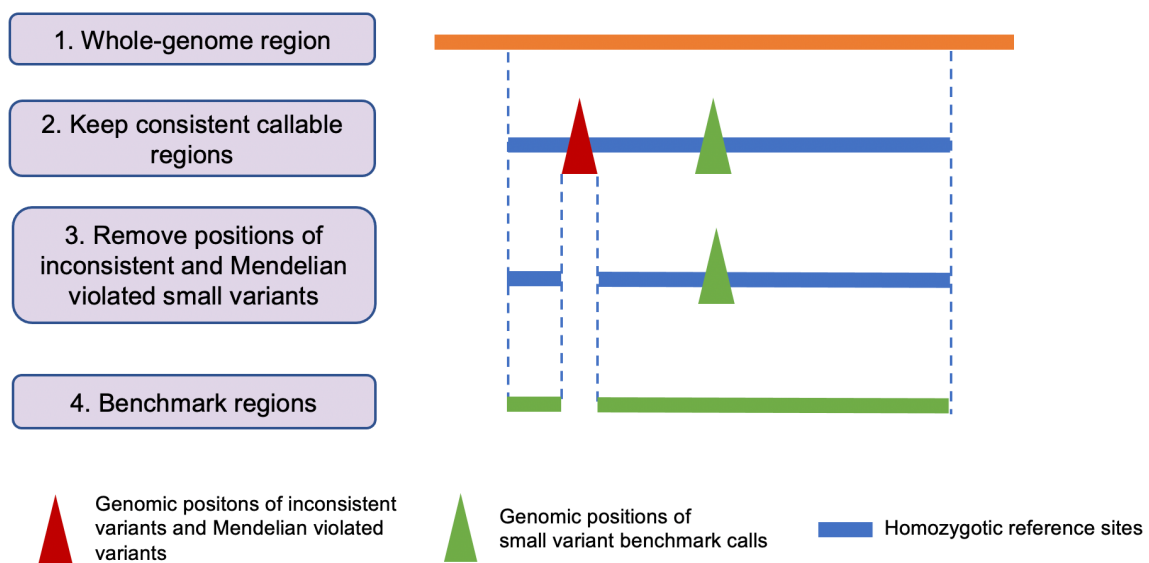 1. Whole-genome region
2. Keep consistent callable
regions
3. Remove positions of
inconsistent and Mendelian
violated small variants
4. Benchmark regions
Genomic positons of inconsistent
variants and Mendelian violated
variants
Genomic positions of
small variant benchmark calls
Homozygotic reference sites